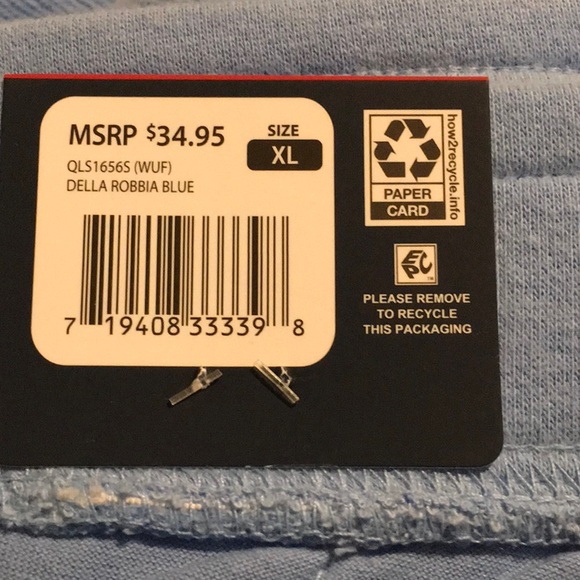 MSRP $34.95
SIZE
XL
QLS1656S (WUF)
DELLA ROBBIA BLUE
7 19408 33339 8
how2recycle.info
PAPER
CARD
EPC
PLEASE REMOVE
TO RECYCLE
THIS PACKAGING